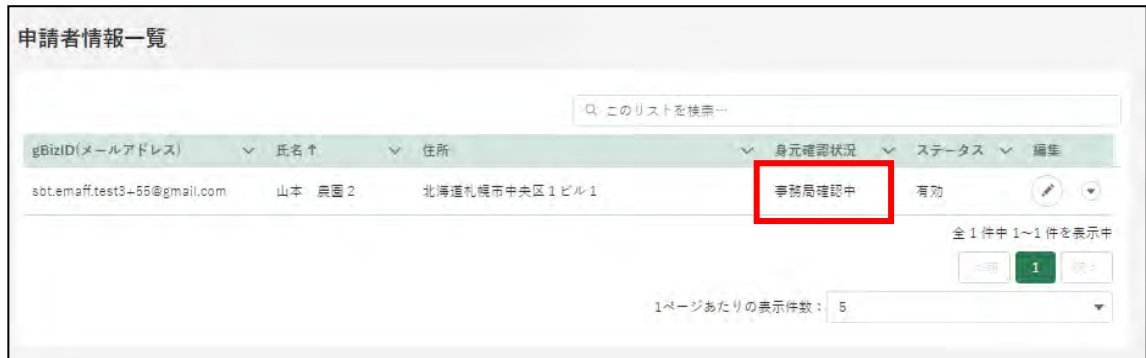 申請者情報一覧
このリストを検索…
gBizID(メールアドレス) 氏名↑ 住所 身元確認状況 ステータス 編集
sbt.emaff.test3+55@gmail.com 山本 農園2 北海道札幌市中央区1ビル1 事務局確認中 有効
全1件中 1~1 件を表示中
<前 1 次>
1ページあたりの表示件数: 5